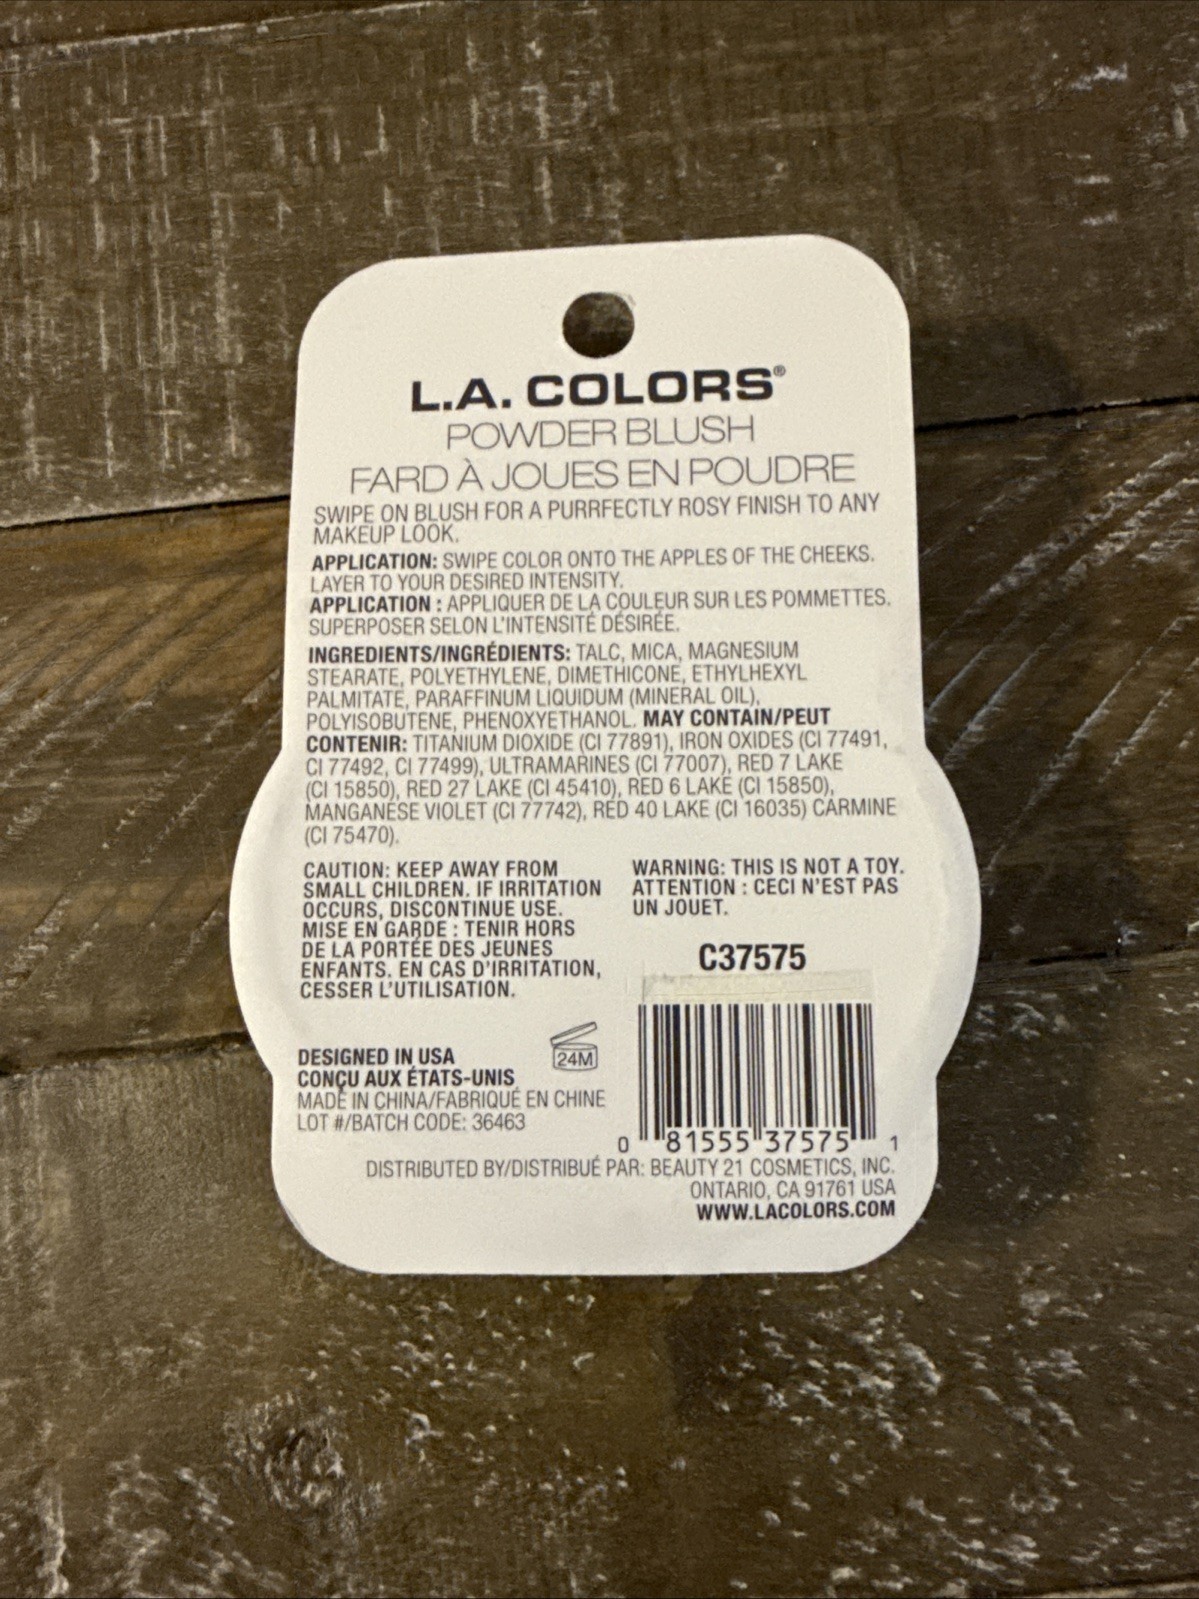 L.A. COLORS®
POWDER BLUSH
FARD À JOUES EN POUDRE
SWIPE ON BLUSH FOR A PURRFECTLY ROSY FINISH TO ANY
MAKEUP LOOK.
APPLICATION: SWIPE COLOR ONTO THE APPLES OF THE CHEEKS.
LAYER TO YOUR DESIRED INTENSITY.
APPLICATION : APPLIQUER DE LA COULEUR SUR LES POMMETTES.
SUPERPOSER SELON L'INTENSITÉ DÉSIRÉE.
INGREDIENTS/INGRÉDIENTS: TALC, MICA, MAGNESIUM
STEARATE, POLYETHYLENE, DIMETHICONE, ETHYLHEXYL
PALMITATE, PARAFFINUM LIQUIDUM (MINERAL OIL),
POLYISOBUTENE, PHENOXYETHANOL. MAY CONTAIN/PEUT
CONTENIR: TITANIUM DIOXIDE (CI 77891), IRON OXIDES (CI 77491,
CI 77492, CI 77499), ULTRAMARINES (CI 77007), RED 7 LAKE
(CI 15850), RED 27 LAKE (CI 45410), RED 6 LAKE (CI 15850),
MANGANESE VIOLET (CI 77742), RED 40 LAKE (CI 16035) CARMINE
(CI 75470).
CAUTION: KEEP AWAY FROM
SMALL CHILDREN. IF IRRITATION
OCCURS, DISCONTINUE USE.
MISE EN GARDE : TENIR HORS
DE LA PORTÉE DES JEUNES
ENFANTS. EN CAS D'IRRITATION,
CESSER L'UTILISATION.
WARNING: THIS IS NOT A TOY.
ATTENTION : CECI N'EST PAS
UN JOUET.
C37575
DESIGNED IN USA
CONÇU AUX ÉTATS-UNIS
MADE IN CHINA/FABRIQUÉ EN CHINE
LOT #/BATCH CODE: 36463
24M
0 81555 37575 1
DISTRIBUTED BY/DISTRIBUÉ PAR: BEAUTY 21 COSMETICS, INC.
ONTARIO, CA 91761 USA
WWW.LACOLORS.COM